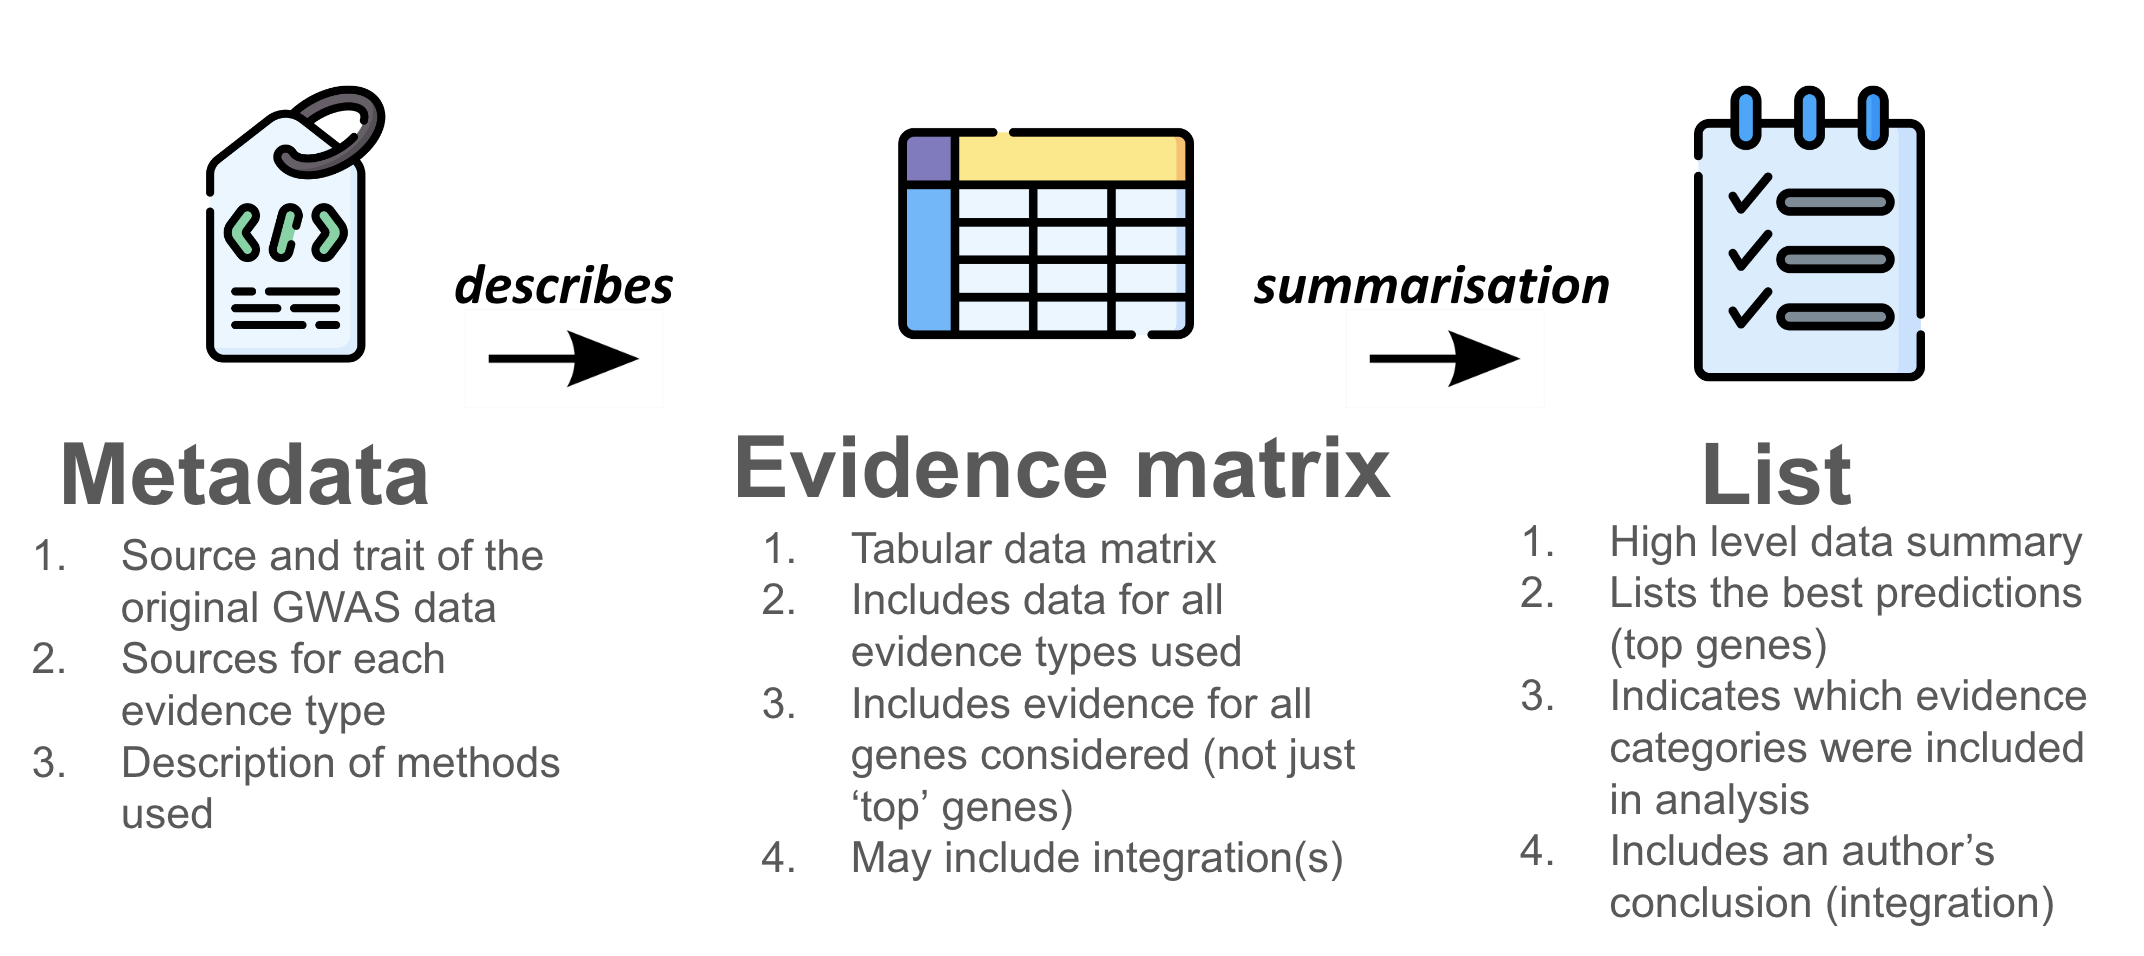 describes
summarisation
Metadata
1. Source and trait of the
original GWAS data
2. Sources for each
evidence type
3. Description of methods
used
Evidence matrix
1. Tabular data matrix
2. Includes data for all
evidence types used
3. Includes evidence for all
genes considered (not just
‘top’ genes)
4. May include integration(s)
List
1. High level data summary
2. Lists the best predictions
(top genes)
3. Indicates which evidence
categories were included
in analysis
4. Includes an author’s
conclusion (integration)